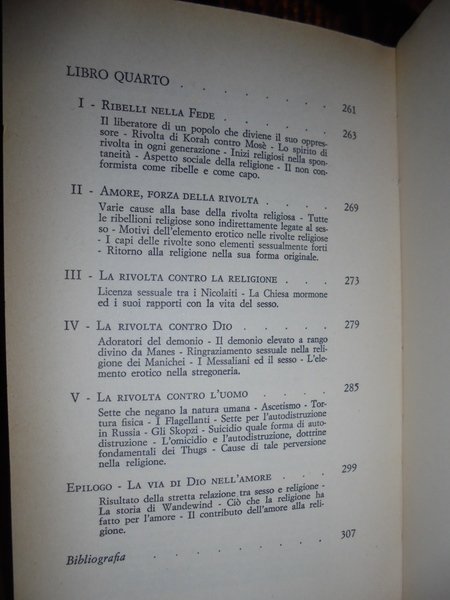 LIBRO QUARTO . . . . . . . 261
I - Ribelli nella Fede . . . . . 263
Il liberatore di un popolo che diviene il suo oppres-
sore - Rivolta di Korah contro Mosè - Lo spirito di
rivolta in ogni generazione - Inizi religiosi nella spon-
taneità - Aspetto sociale della religione - Il non con-
formista come ribelle e come capo.
II - Amore, forza della rivolta . . . 269
Varie cause alla base della rivolta religiosa - Tutte
le ribellioni religiose sono indirettamente legate al ses-
so - Motivi dell'elemento erotico nelle rivolte religiose
- I capi delle rivolte sono elementi sessualmente forti
- Ritorno alla religione nella sua forma originale.
III - La rivolta contro la religione . . . 273
Licenza sessuale tra i Nicolaiti - La Chiesa mormone
ed i suoi rapporti con la vita del sesso.
IV - La rivolta contro Dio . . . . 279
Adoratori del demonio - Il demonio elevato a rango
divino da Manes - Ringraziamento sessuale nella reli-
gione dei Manichei - I Messaliani ed il sesso - L'ele-
mento erotico nella stregoneria.
V - La rivolta contro l'uomo . . . . 285
Sette che negano la natura umana - Ascetismo - Tor-
tura fisica - I Flagellanti - Sette per l'autodistruzione
in Russia - Gli Skopzi - Suicidio quale forma di auto-
distruzione - L'omicidio e l'autodistruzione, dottrine
fondamentali dei Thugs - Cause di tale perversione
nella religione.
Epilogo - La via di Dio nell'amore . . . 299
Risultato della stretta relazione tra sesso e religione -
La storia di Wandewind - Ciò che la religione ha
fatto per l'amore - Il contributo dell'amore alla reli-
gione.
Bibliografia . . . . . . . 307